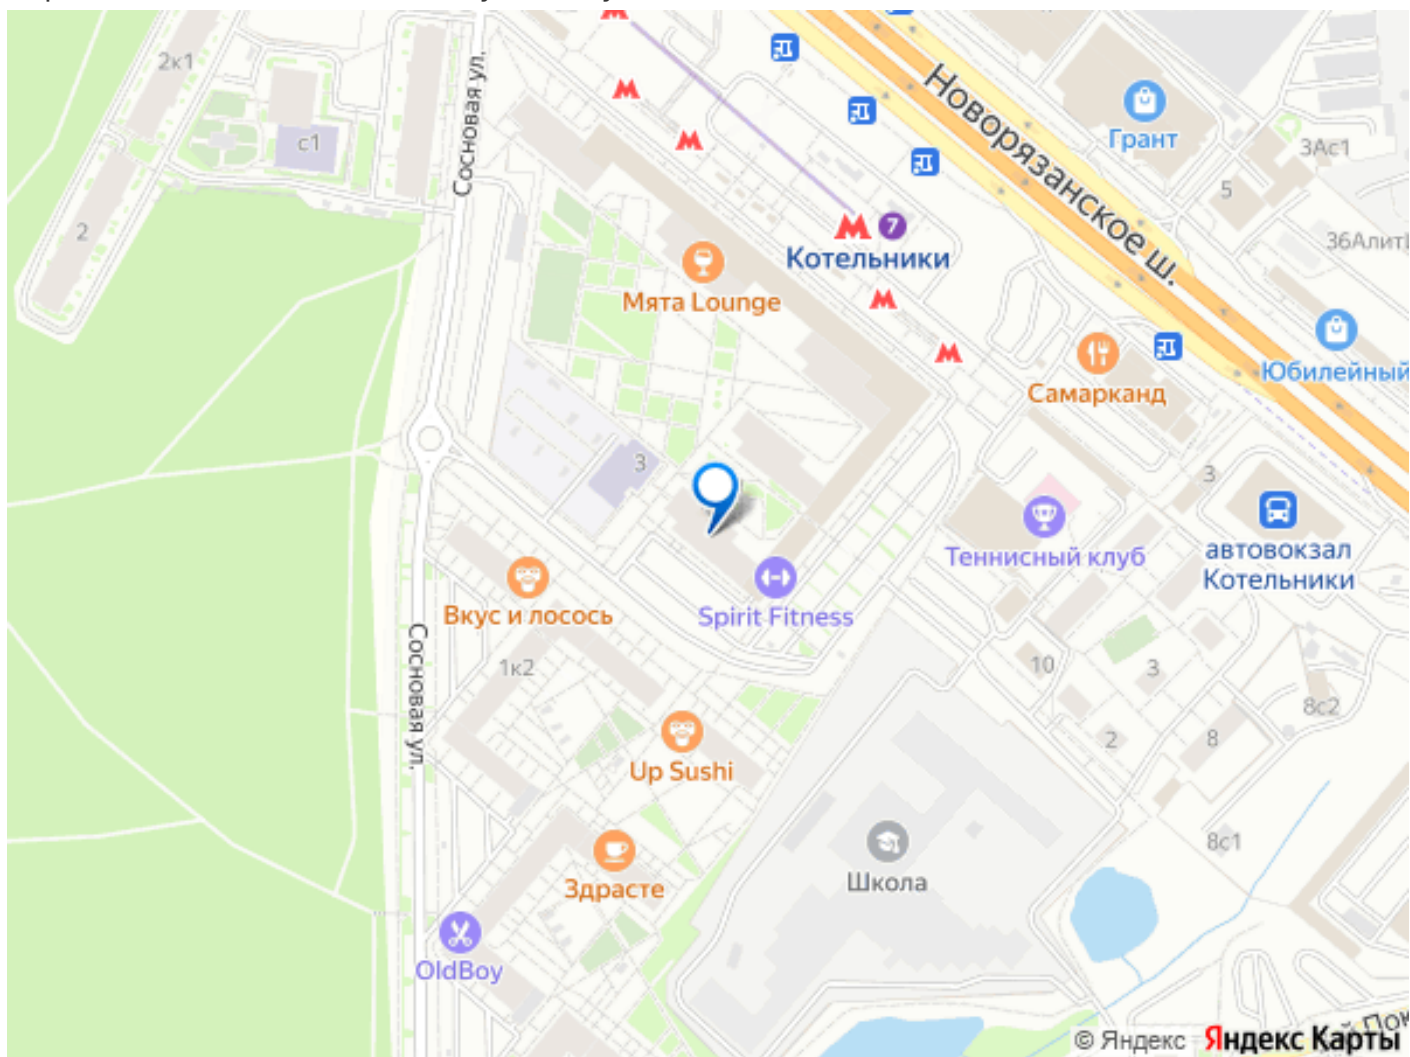 2к1
с1
2
Сосновая ул.
Новорязанское ш.
Грант
3Ас1
5
7
Котельники
Мята Lounge
Юбилейный
Самарканд
3
3
автовокзал
Котельники
Теннисный клуб
Вкус и лосось
Spirit Fitness
Сосновая ул.
1к2
10
3
8с2
2
8
Up Sushi
8с1
Школа
Здрасте
OldBoy
© Яндекс Яндекс Карты